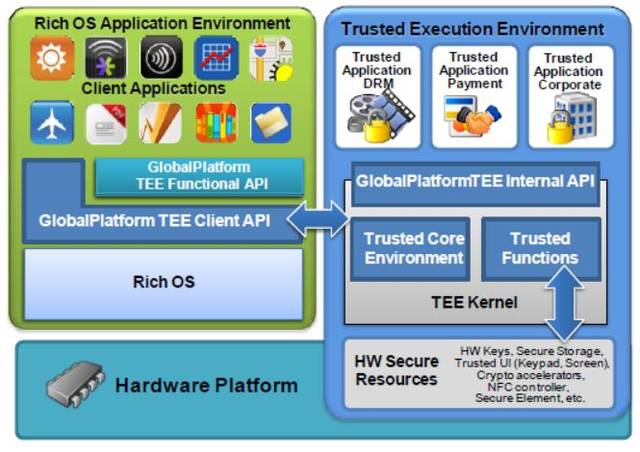 Rich OS Application Environment
Client Applications
GlobalPlatform
TEE Functional API
GlobalPlatform TEE Client API
Rich OS
Trusted Execution Environment
Trusted
Application
DRM
Trusted
Application
Payment
Trusted
Application
Corporate
GlobalPlatformTEE Internal API
Trusted Core
Environment
Trusted
Functions
TEE Kernel
Hardware Platform
HW Secure
Resources
HW Keys, Secure Storage,
Trusted UI (Keypad, Screen),
Crypto accelerators,
NFC controller,
Secure Element, etc.